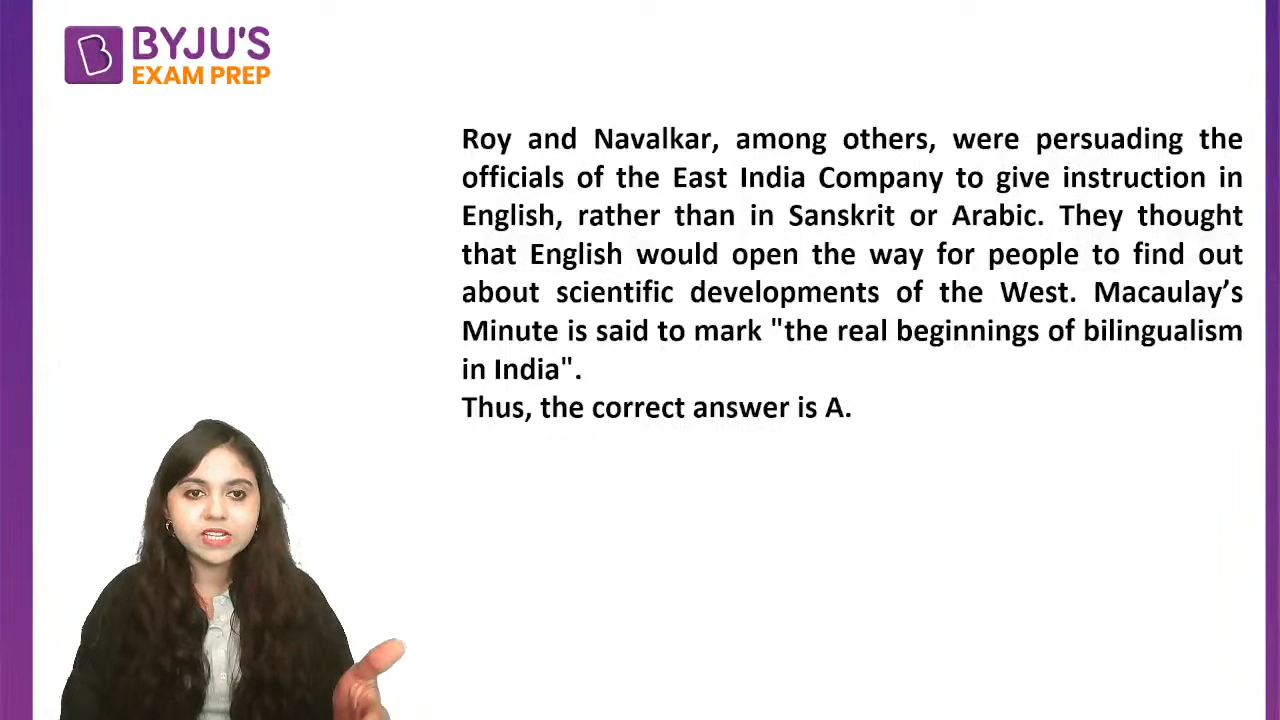 BYJU'S
EXAM PREP
Roy and Navalkar, among others, were persuading the
officials of the East India Company to give instruction in
English, rather than in Sanskrit or Arabic. They thought
that English would open the way for people to find out
about scientific developments of the West. Macaulay’s
Minute is said to mark "the real beginnings of bilingualism
in India".
Thus, the correct answer is A.